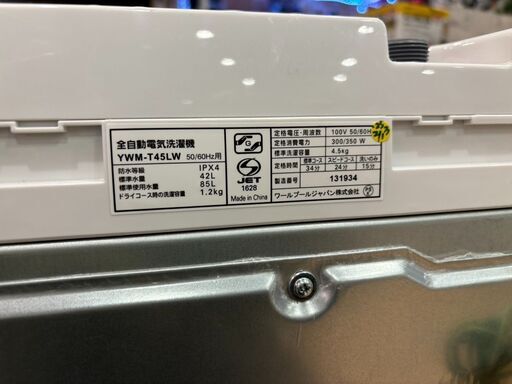 全自動電気洗濯機
YWM-T45LW 50/60Hz用
防水等級 IPX4
標準水量 42L
標準使用水量 85L
ドライコース時の洗濯容量 1.2kg
G
JET
1628
Made in China
定格電圧・周波数 100V 50/60H
定格消費電力 300/350 W
標準洗濯容量 4.5kg
定格時間 標準コース スピードコース 洗いのみ
34分 24分 15分
製造番号 131934
ワールプールジャパン株式会社